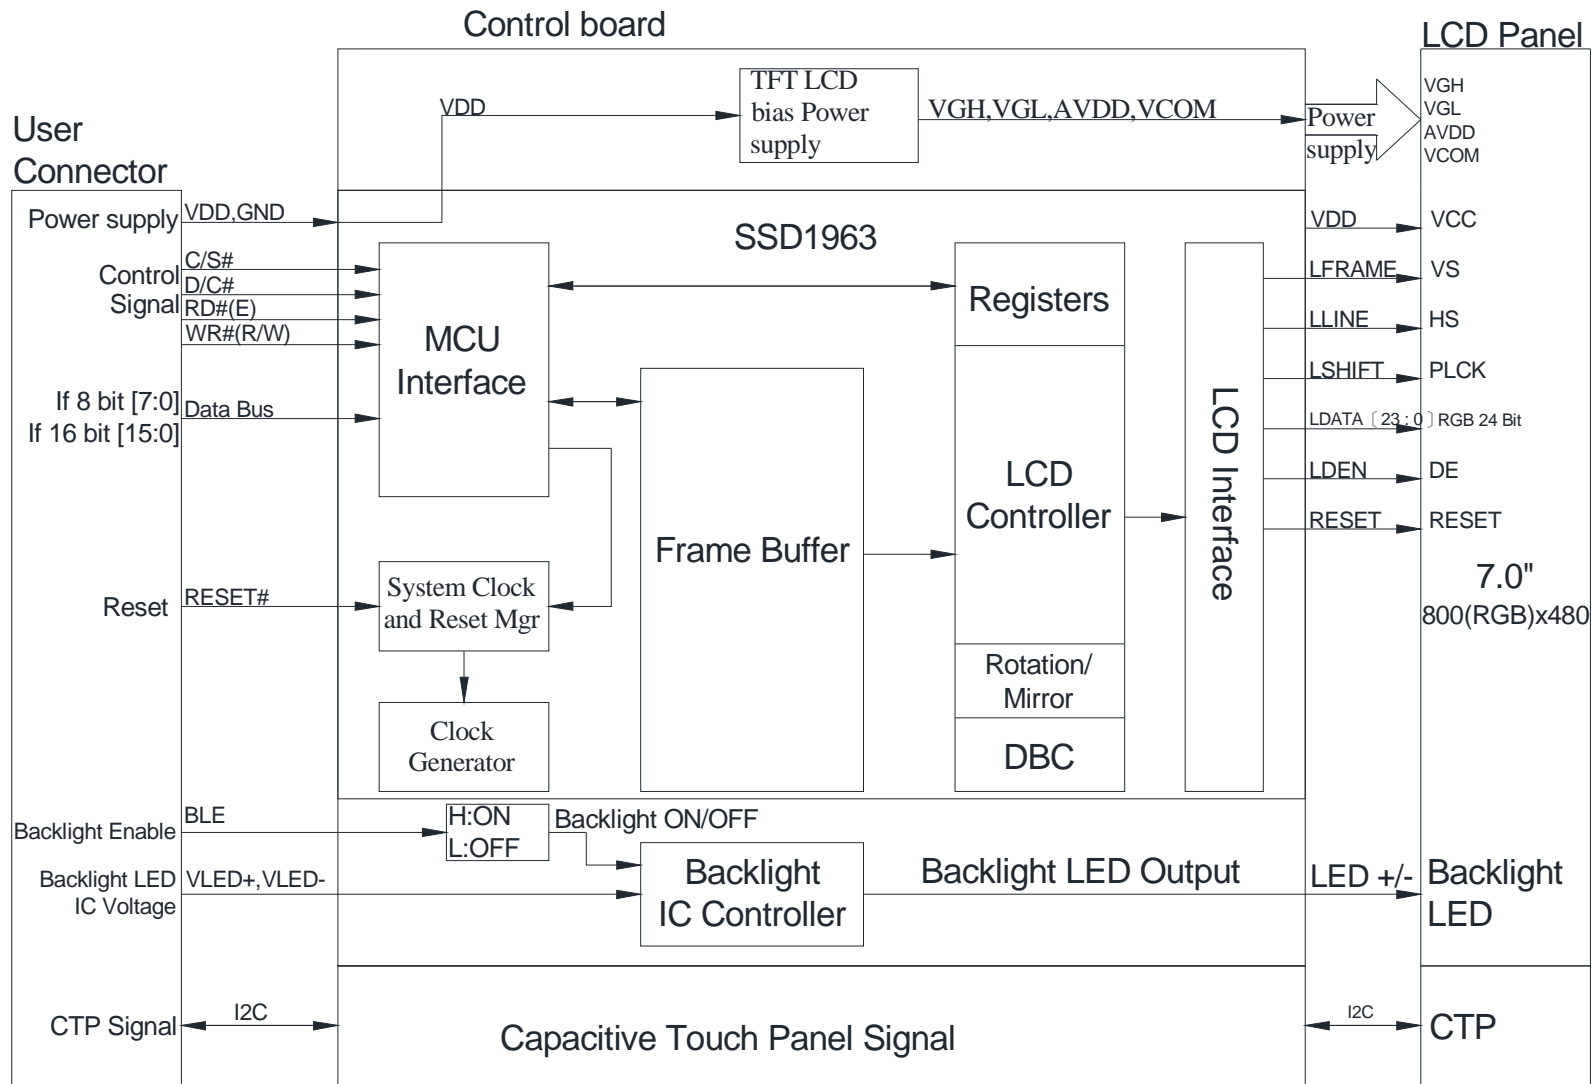 Control board
LCD Panel
User
Connector
VDD
TFT LCD
bias Power
supply
VGH,VGL,AVDD,VCOM
Power
supply
VGH
VGL
AVDD
VCOM
Power supply
VDD,GND
SSD1963
VDD
VCC
Control
Signal
C/S#
D/C#
RD#(E)
WR#(R/W)
MCU
Interface
Registers
LCD Interface
LFRAME
VS
LLINE
HS
LSHIFT
PLCK
If 8 bit [7:0]
If 16 bit [15:0]
Data Bus
LDATA〔23:0〕RGB 24 Bit
LCD
Controller
LDEN
DE
RESET
RESET
Frame Buffer
7.0"
800(RGB)x480
Reset
RESET#
System Clock
and Reset Mgr
Rotation/
Mirror
Clock
Generator
DBC
Backlight Enable
BLE
H:ON
L:OFF
Backlight ON/OFF
Backlight LED
IC Voltage
VLED+,VLED-
Backlight
IC Controller
Backlight LED Output
LED +/-
Backlight
LED
CTP Signal
I2C
Capacitive Touch Panel Signal
I2C
CTP